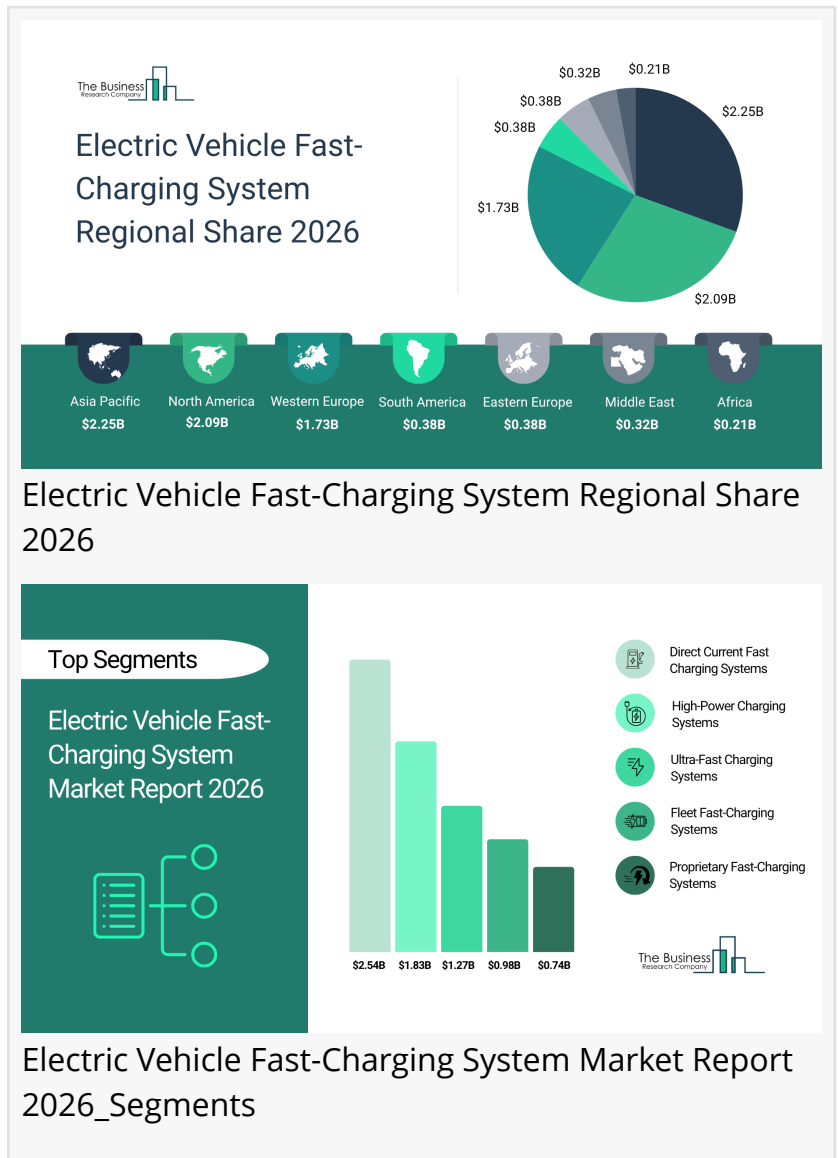 The Business
Research Company
Electric Vehicle Fast-
Charging System
Regional Share 2026
$0.32B
$0.21B
$0.38B
$2.25B
$0.38B
$1.73B
$2.09B
Asia Pacific
North America
Western Europe
South America
Eastern Europe
Middle East
Africa
$2.25B
$2.09B
$1.73B
$0.38B
$0.38B
$0.32B
$0.21B
Electric Vehicle Fast-Charging System Regional Share
2026
Top Segments
Electric Vehicle Fast-
Charging System
Market Report 2026
$2.54B
$1.83B
$1.27B
$0.98B
$0.74B
Direct Current Fast
Charging Systems
High-Power Charging
Systems
Ultra-Fast Charging
Systems
Fleet Fast-Charging
Systems
Proprietary Fast-Charging
Systems
The Business
Research Company
Electric Vehicle Fast-Charging System Market Report
2026_Segments